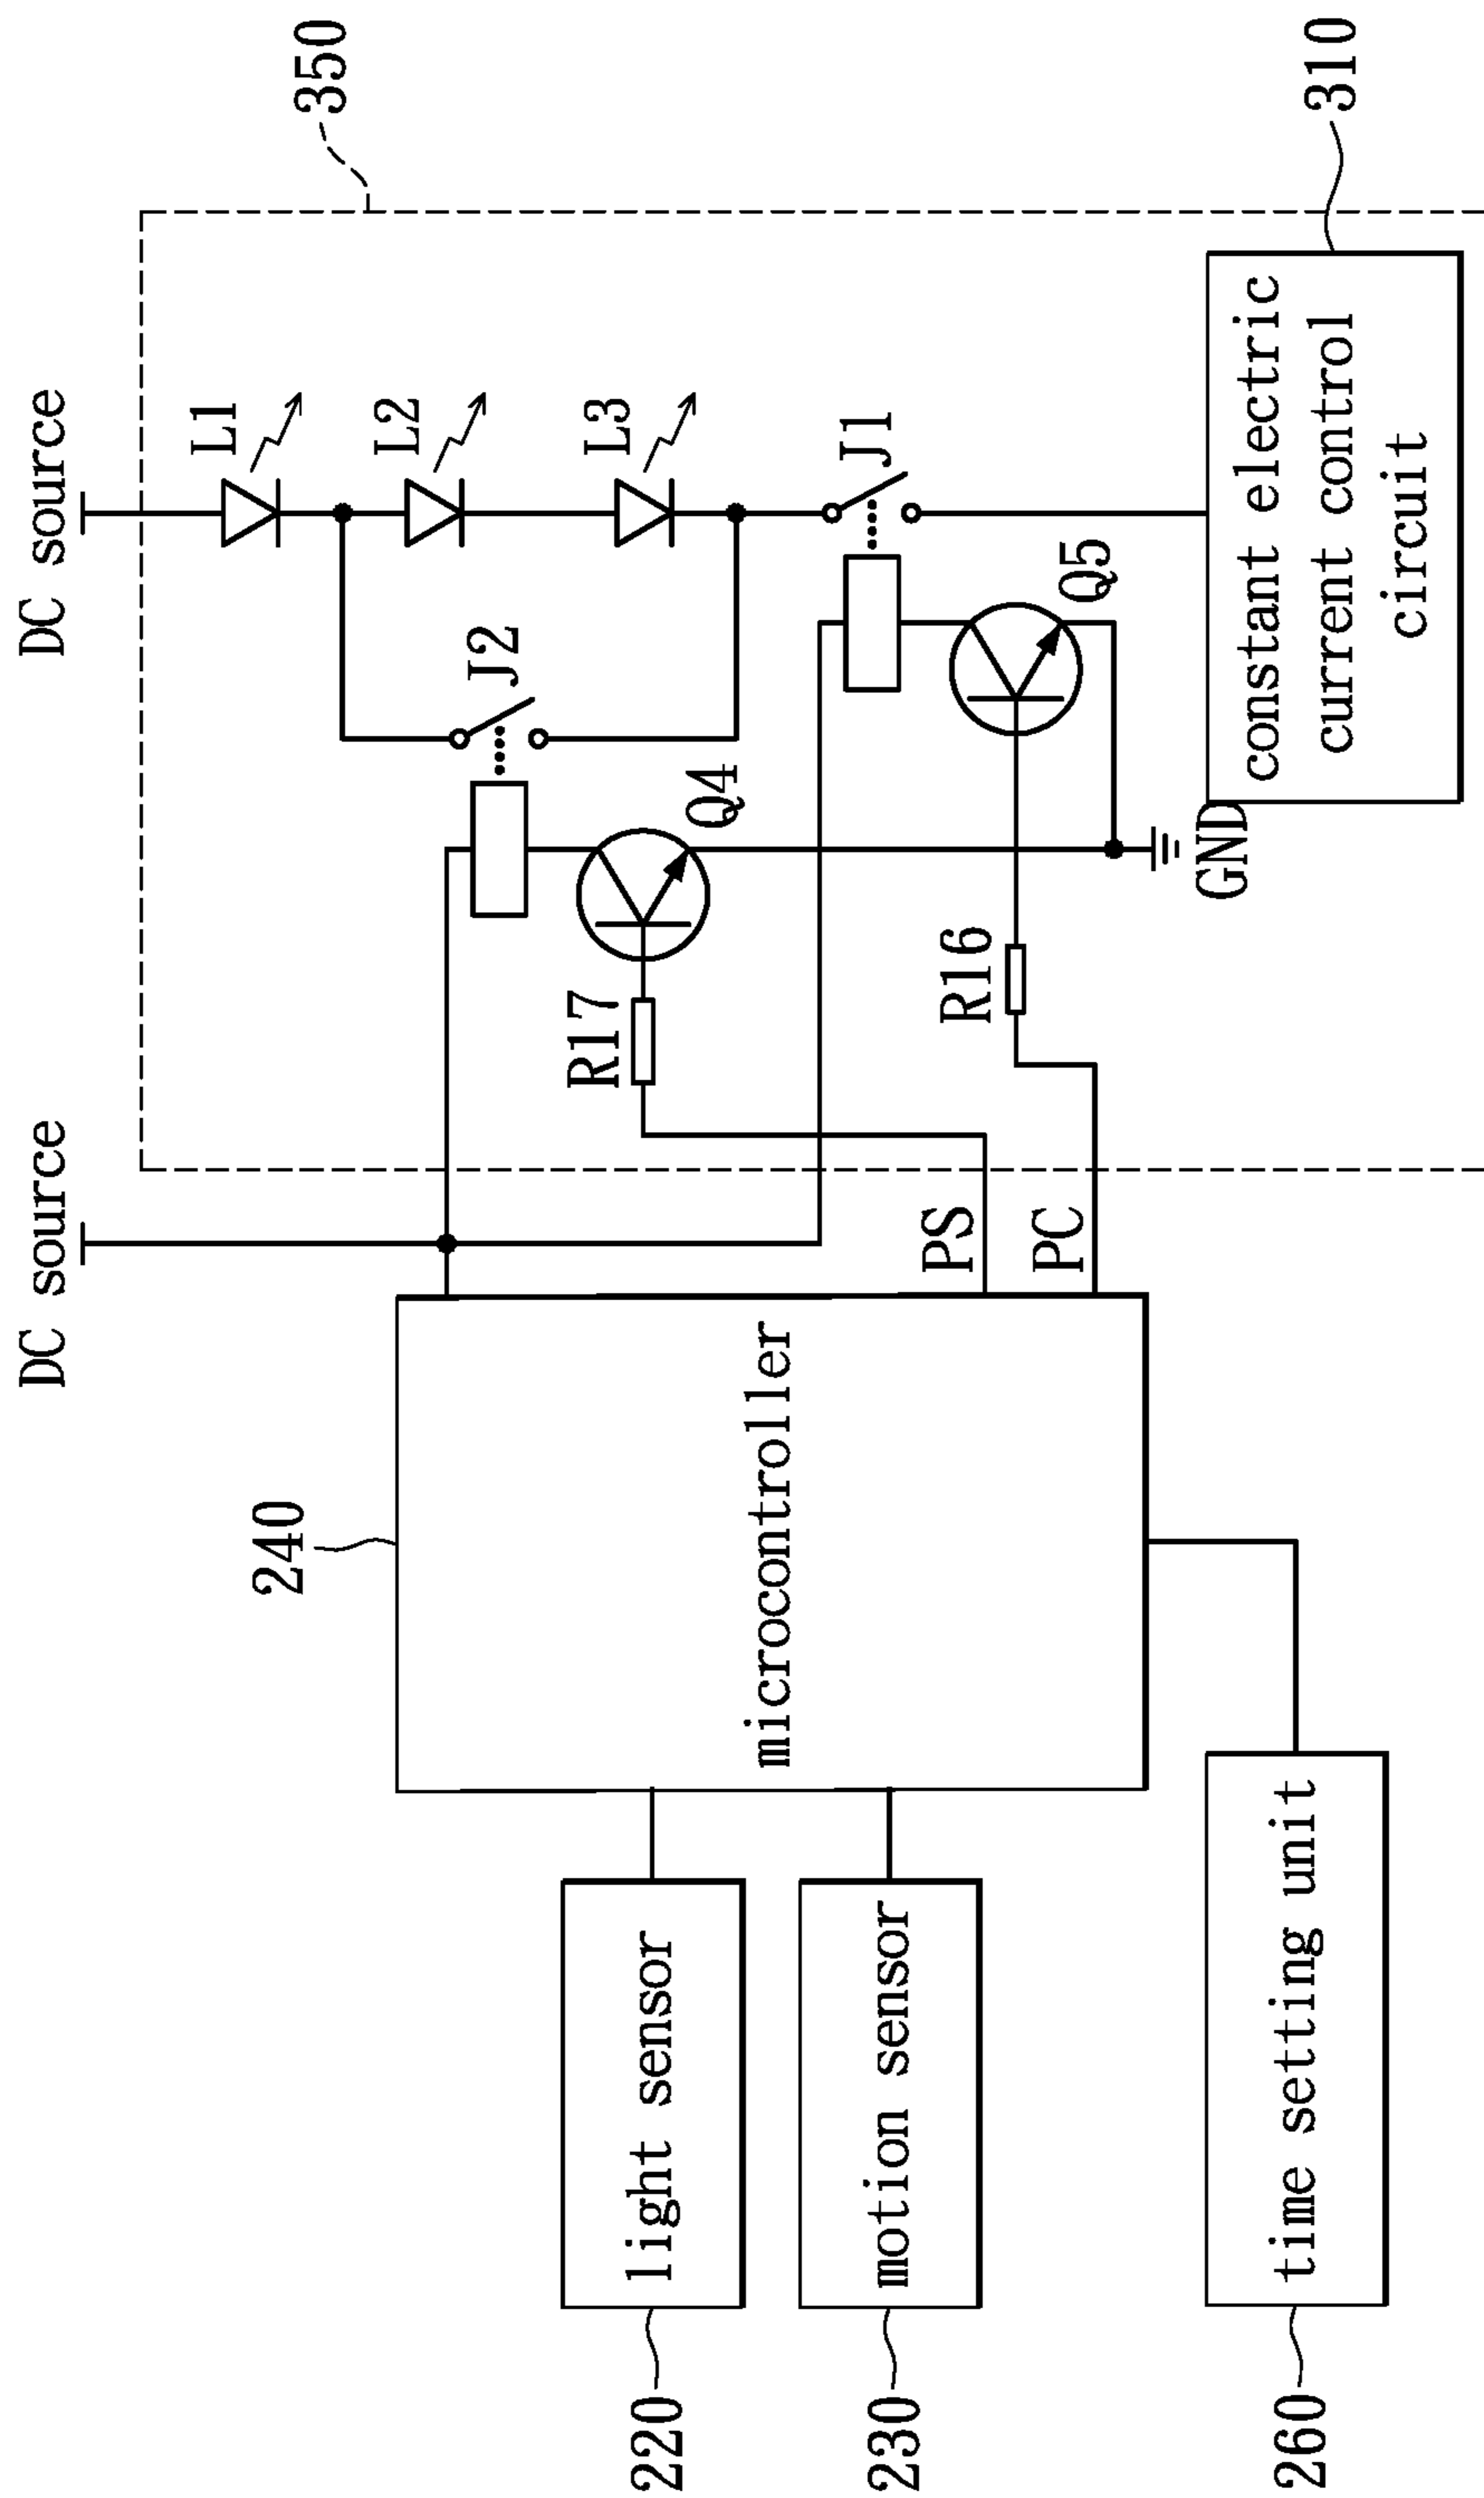 DC source
DC source
350
L1
L2
L3
J2
J1
Q4
Q5
R17
R16
GND
240
microcontroller
PS
PC
220
light sensor
230
motion sensor
260
time setting unit
constant electric
current control
circuit
310